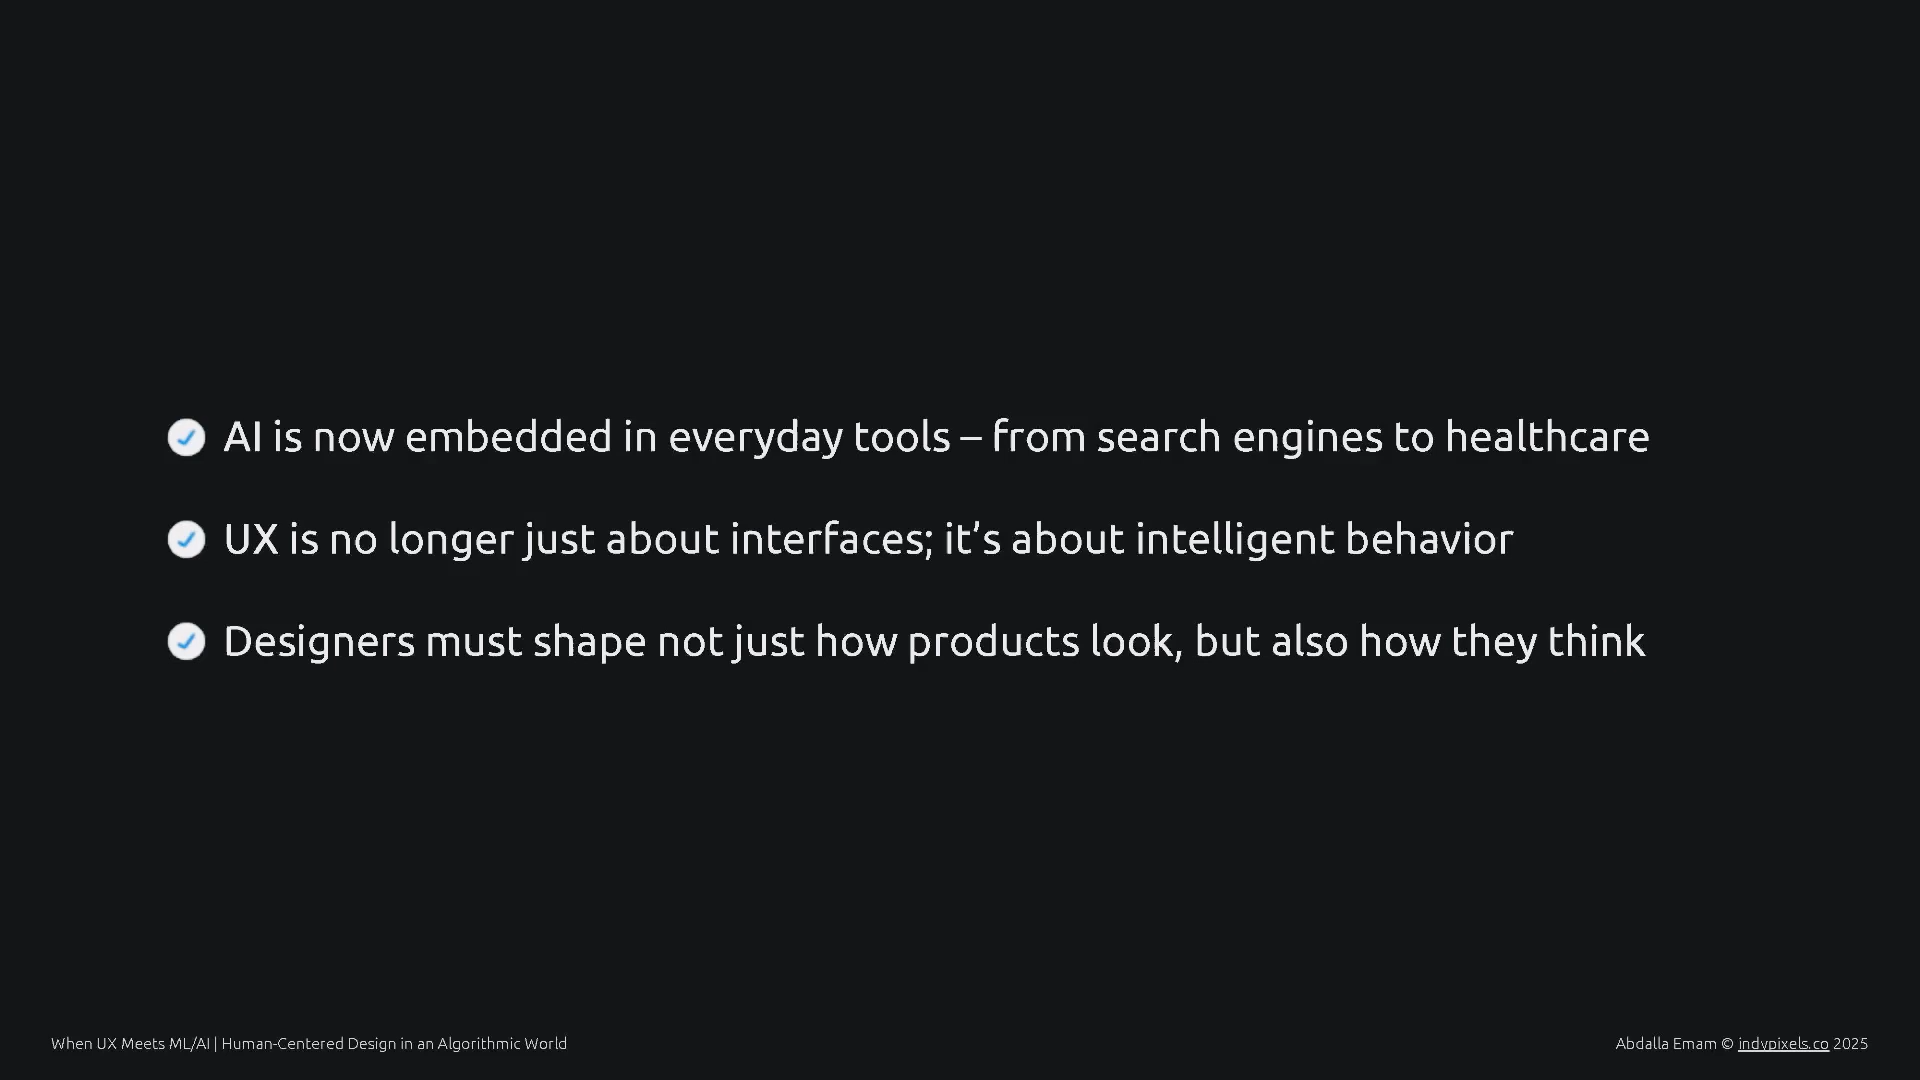 AI is now embedded in everyday tools – from search engines to healthcare
UX is no longer just about interfaces; it’s about intelligent behavior
Designers must shape not just how products look, but also how they think
When UX Meets ML/AI | Human-Centered Design in an Algorithmic World
Abdalla Emam © indypixels.co 2025